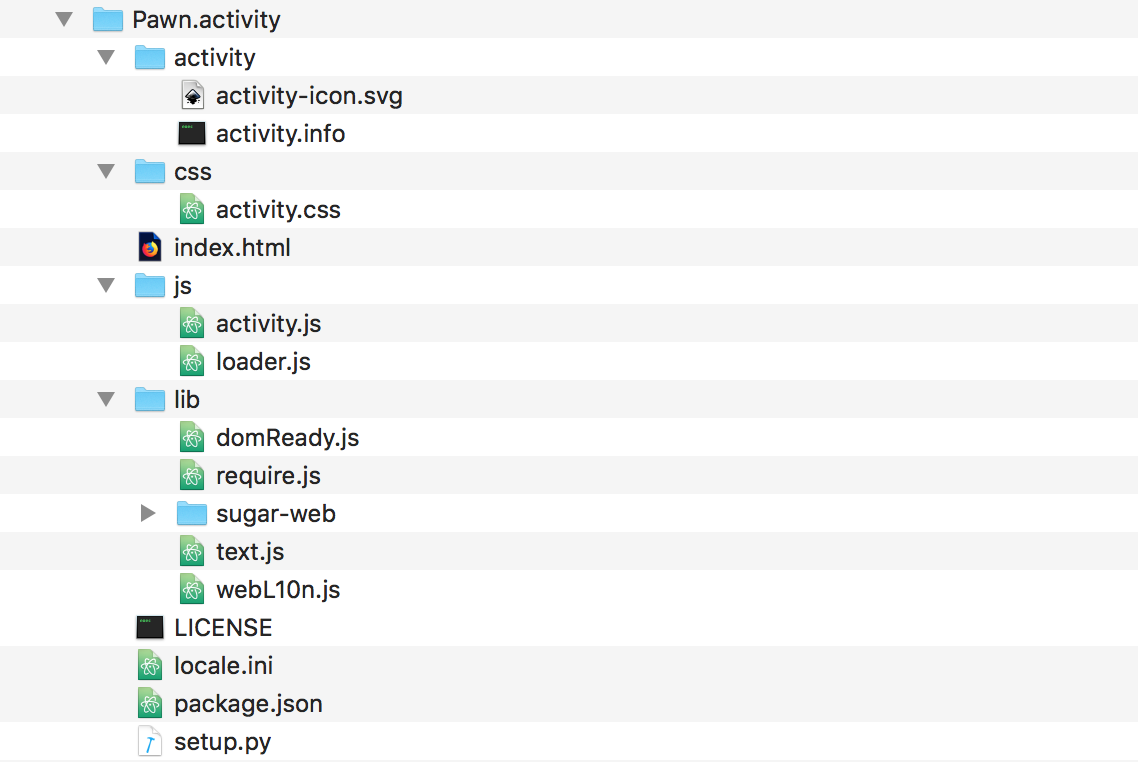 Pawn.activity
activity
activity-icon.svg
activity.info
css
activity.css
index.html
js
activity.js
loader.js
lib
domReady.js
require.js
sugar-web
text.js
webL10n.js
LICENSE
locale.ini
package.json
setup.py